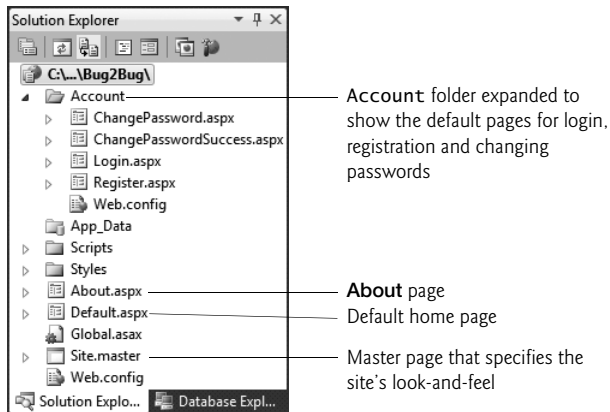 Solution Explorer
C:\...\Bug2Bug\
Account
ChangePassword.aspx
ChangePasswordSuccess.aspx
Login.aspx
Register.aspx
Web.config
App_Data
Scripts
Styles
About.aspx
Default.aspx
Global.asax
Site.master
Web.config
Solution Explo...
Database Expl...
Account folder expanded to
show the default pages for login,
registration and changing
passwords
About page
Default home page
Master page that specifies the
site's look-and-feel